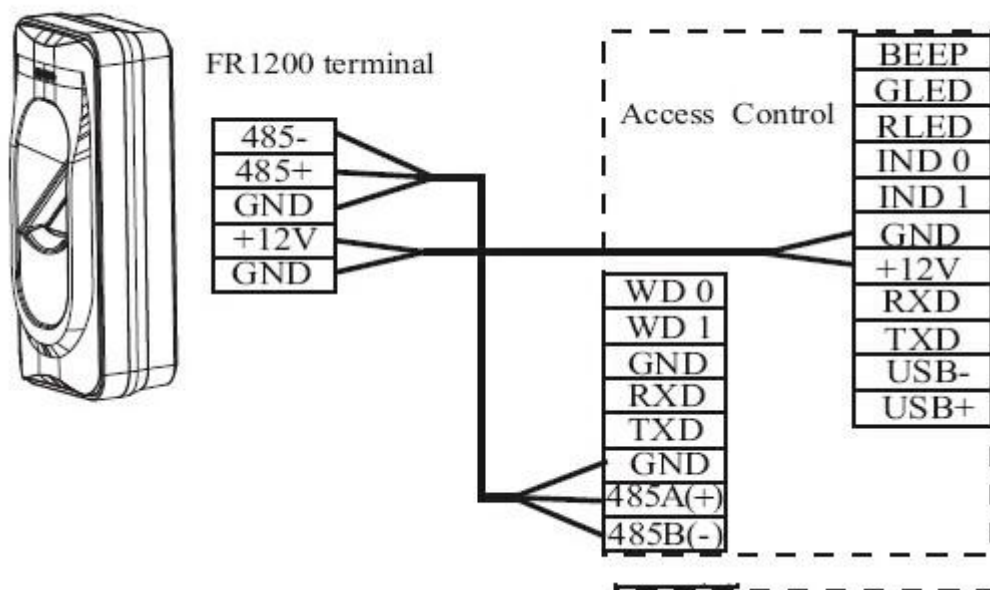 FR1200 terminal
485-
485+
GND
+12V
GND
Access Control
BEEP
GLED
RLED
IND 0
IND 1
GND
+12V
RXD
TXD
USB-
USB+
WD 0
WD 1
GND
RXD
TXD
GND
485A(+)
485B(-)